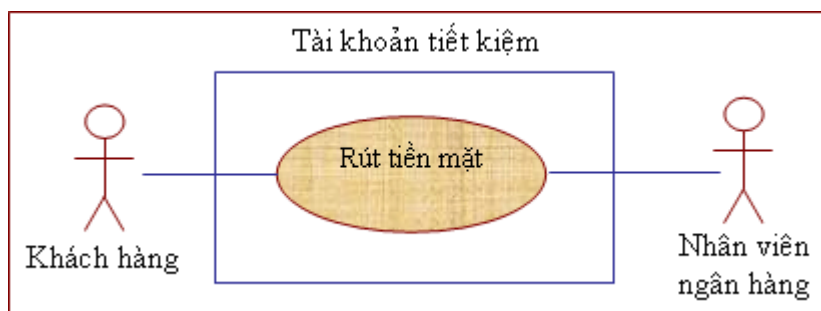 Tài khoản tiết kiệm
Rút tiền mặt
Khách hàng
Nhân viên
ngân hàng